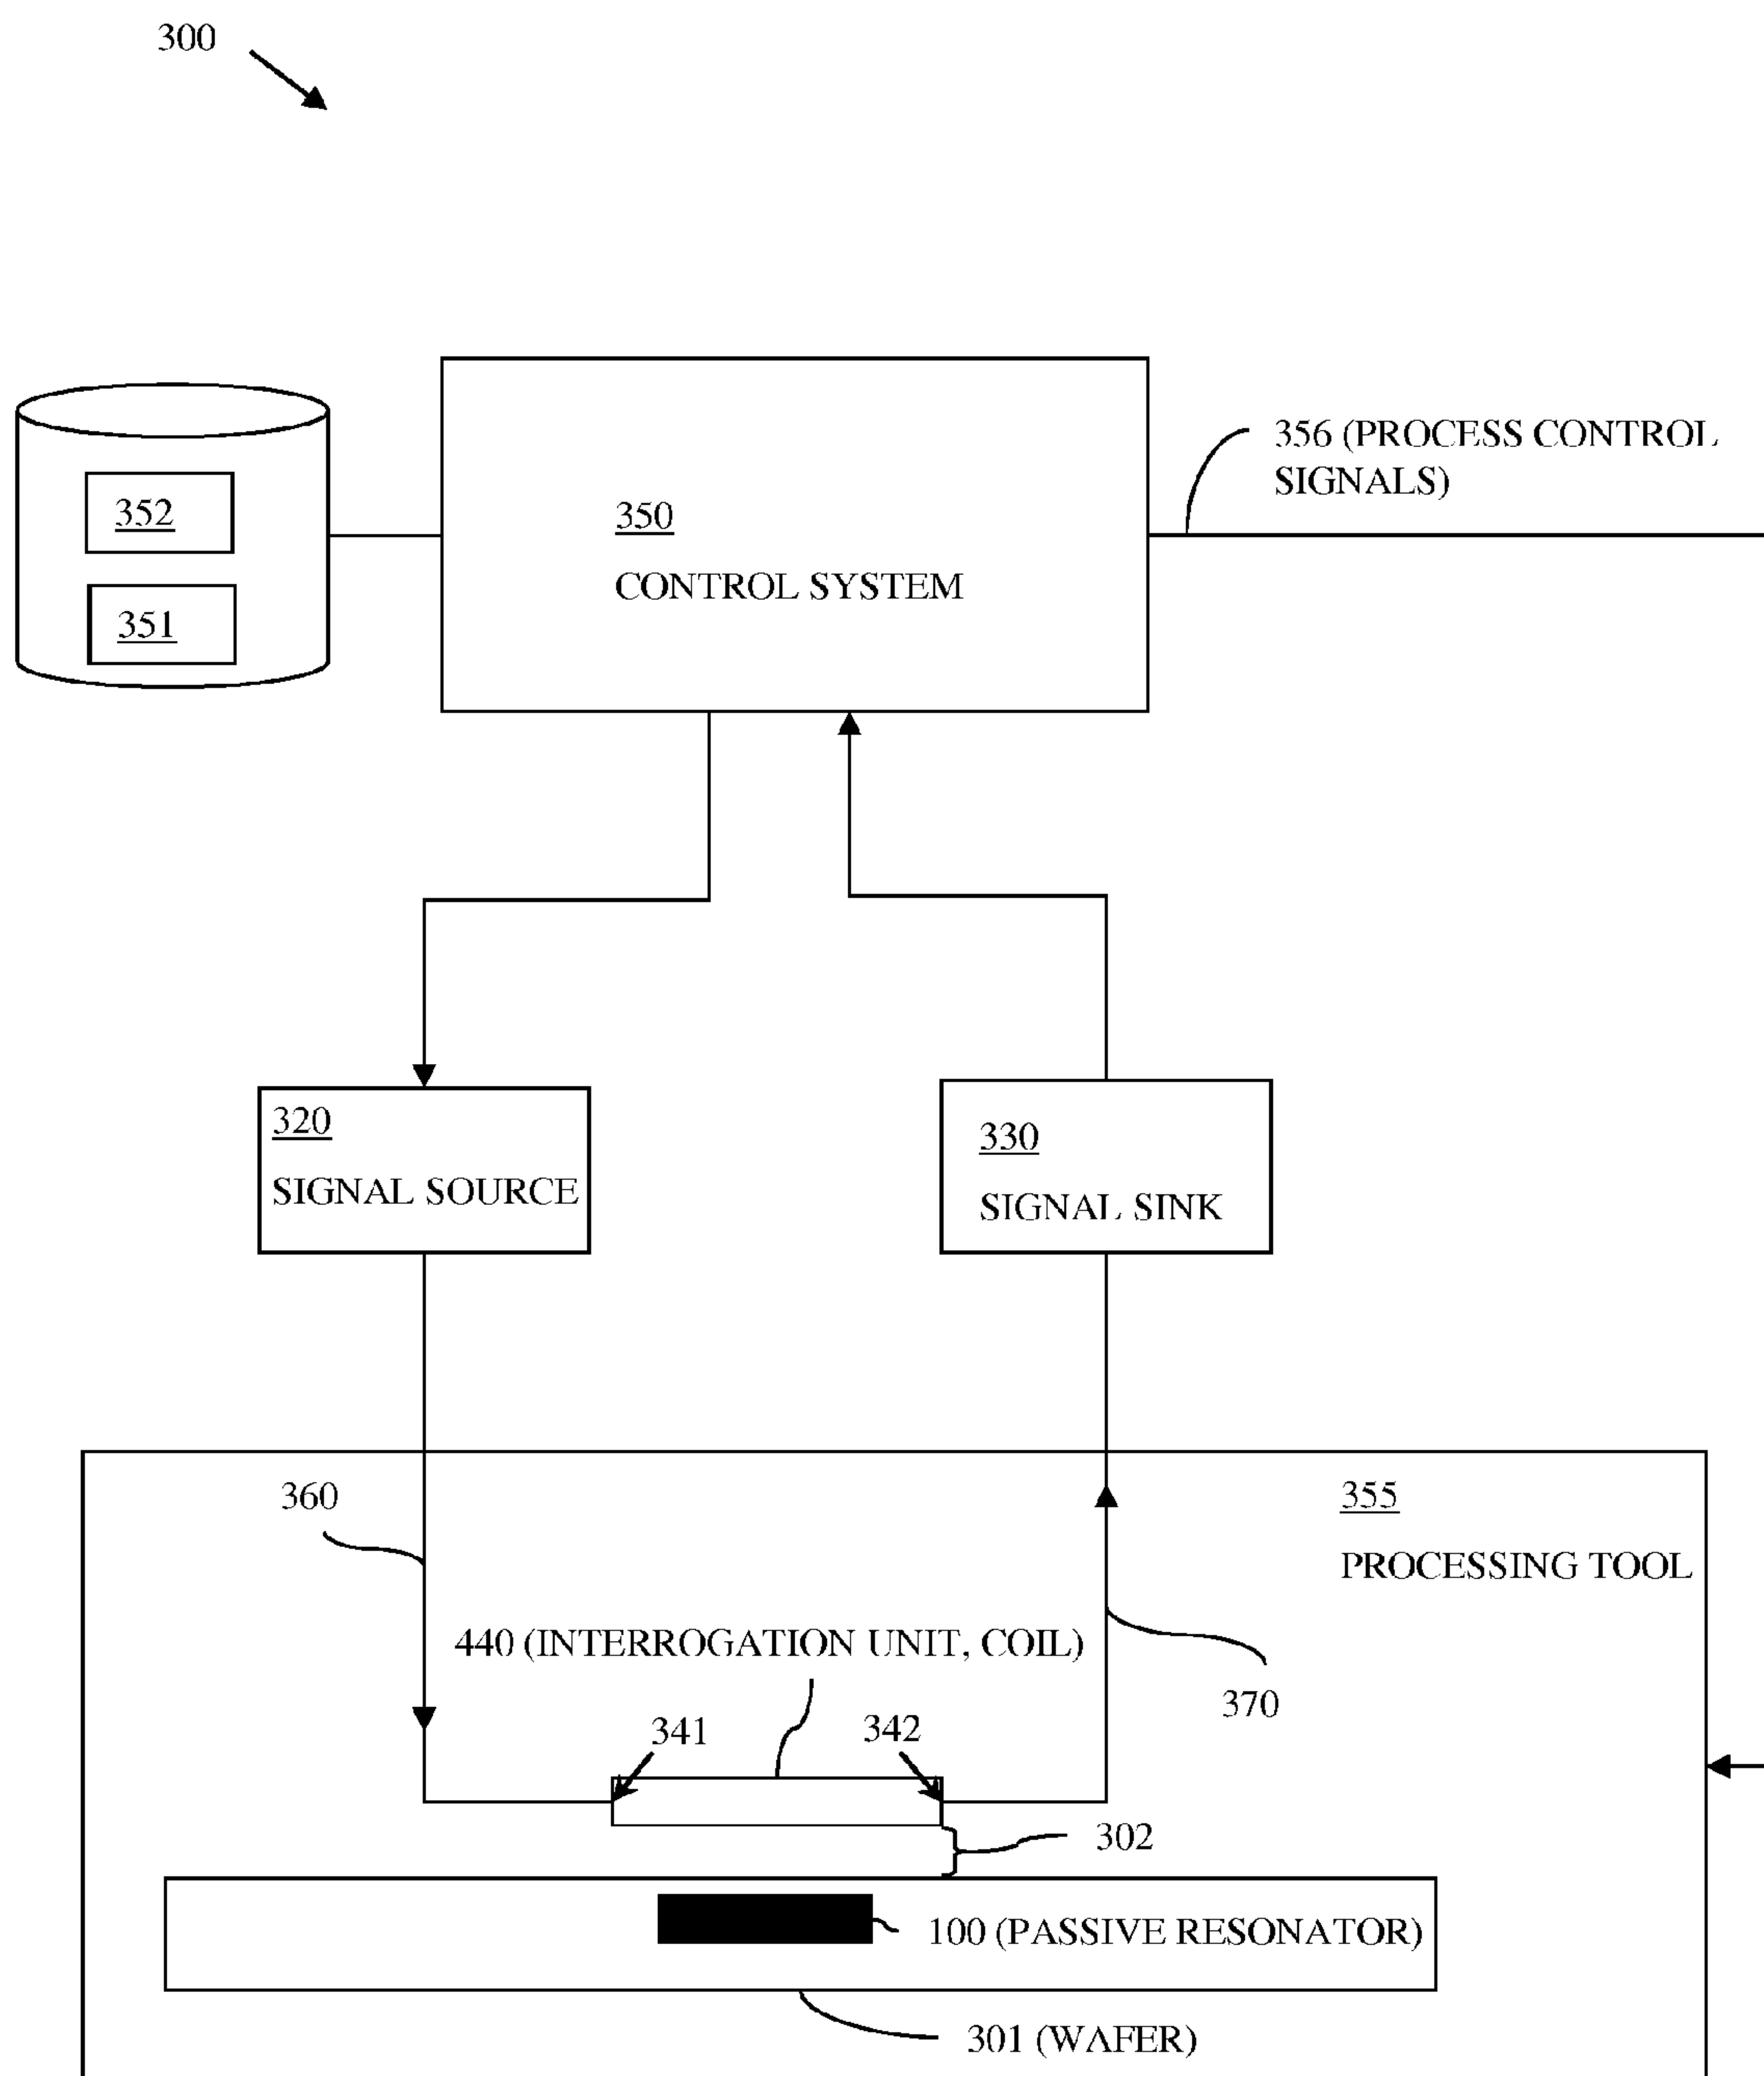 300
356 (PROCESS CONTROL
SIGNALS)
352
351
350
CONTROL SYSTEM
320
SIGNAL SOURCE
330
SIGNAL SINK
360
355
PROCESSING TOOL
440 (INTERROGATION UNIT, COIL)
370
341
342
302
100 (PASSIVE RESONATOR)
301 (WAFER)